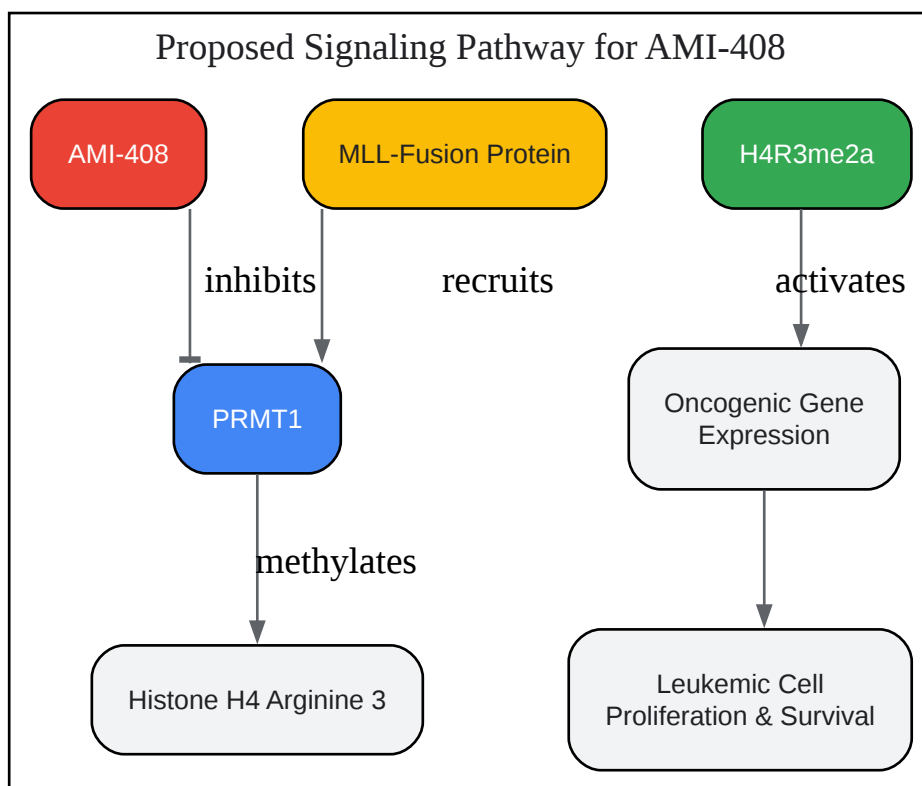 Proposed Signaling Pathway for AMI-408
AMI-408
MLL-Fusion Protein
H4R3me2a
inhibits
recruits
activates
PRMT1
Oncogenic Gene
Expression
methylates
Histone H4 Arginine 3
Leukemic Cell
Proliferation & Survival